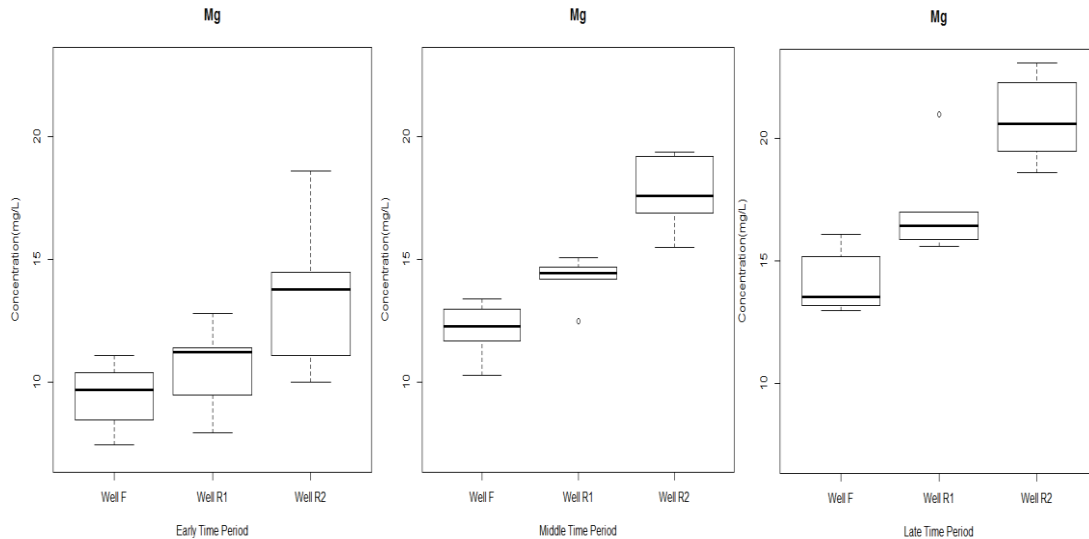 Mg
Concentration(mg/L)
20
15
10
Well F Well R1 Well R2
Early Time Period
Mg
Concentration(mg/L)
20
15
10
Well F Well R1 Well R2
Middle Time Period
Mg
Concentration(mg/L)
20
15
10
Well F Well R1 Well R2
Late Time Period